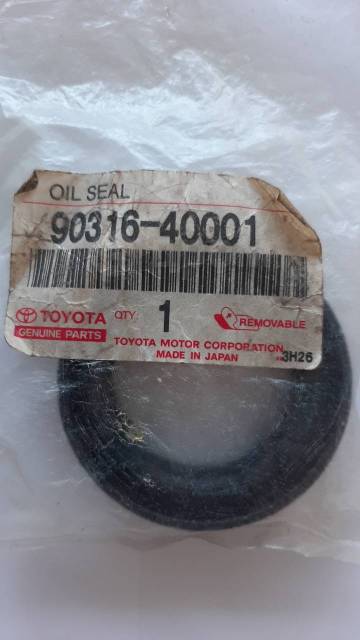 OIL SEAL
90316-40001
TOYOTA QTY. 1 REMOVABLE
GENUINE PARTS
TOYOTA MOTOR CORPORATION
MADE IN JAPAN 3H26